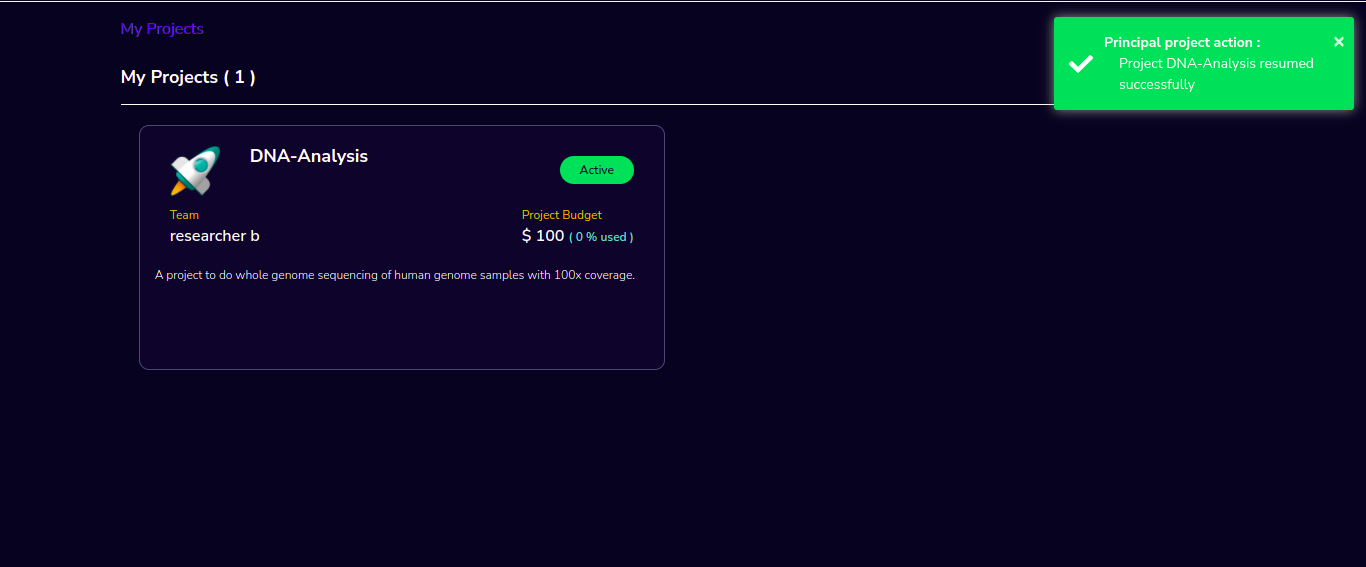 My Projects
My Projects ( 1 )
Principal project action :
×
Project DNA-Analysis resumed
successfully
DNA-Analysis
Active
Team
Project Budget
researcher b
$ 100 ( 0 % used )
A project to do whole genome sequencing of human genome samples with 100x coverage.